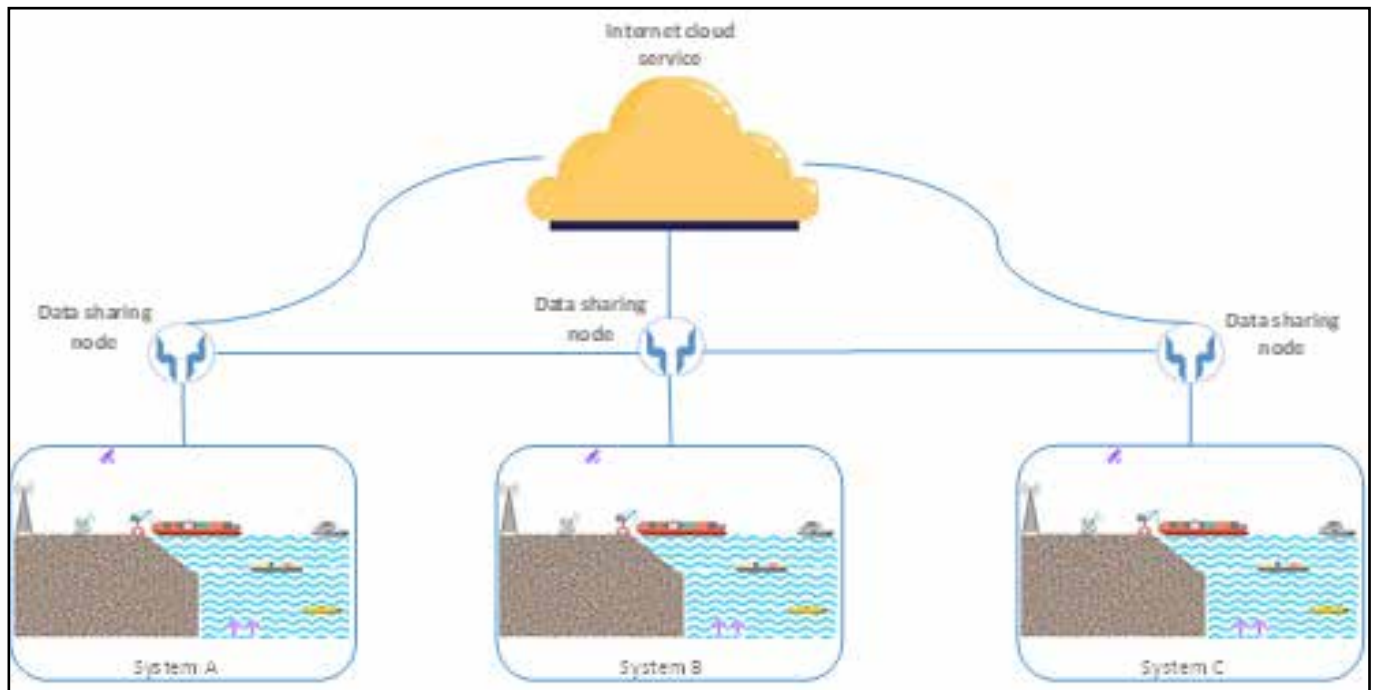 Internet cloud
service
Data sharing
node
Data sharing
node
Data sharing
node
System A
System B
System C